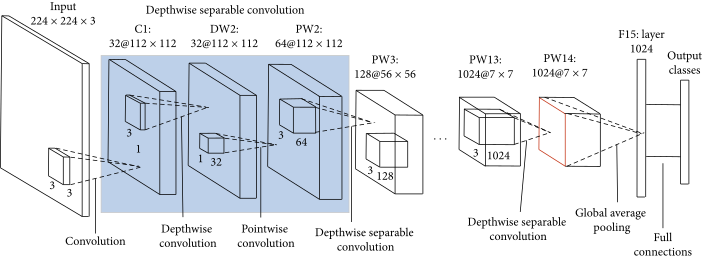 Depthwise separable convolution
Input
224 × 224 × 3
C1:
32@112 × 112
DW2:
32@112 × 112
PW2:
64@112 × 112
PW3:
128@56 × 56
PW13:
1024@7 × 7
PW14:
1024@7 × 7
F15: layer
1024
Output
classes
3
3
3
1
1
32
3
64
3
128
...
3
1024
Convolution
Depthwise
convolution
Pointwise
convolution
Depthwise separable
convolution
Depthwise separable
convolution
Global average
pooling
Full
connections